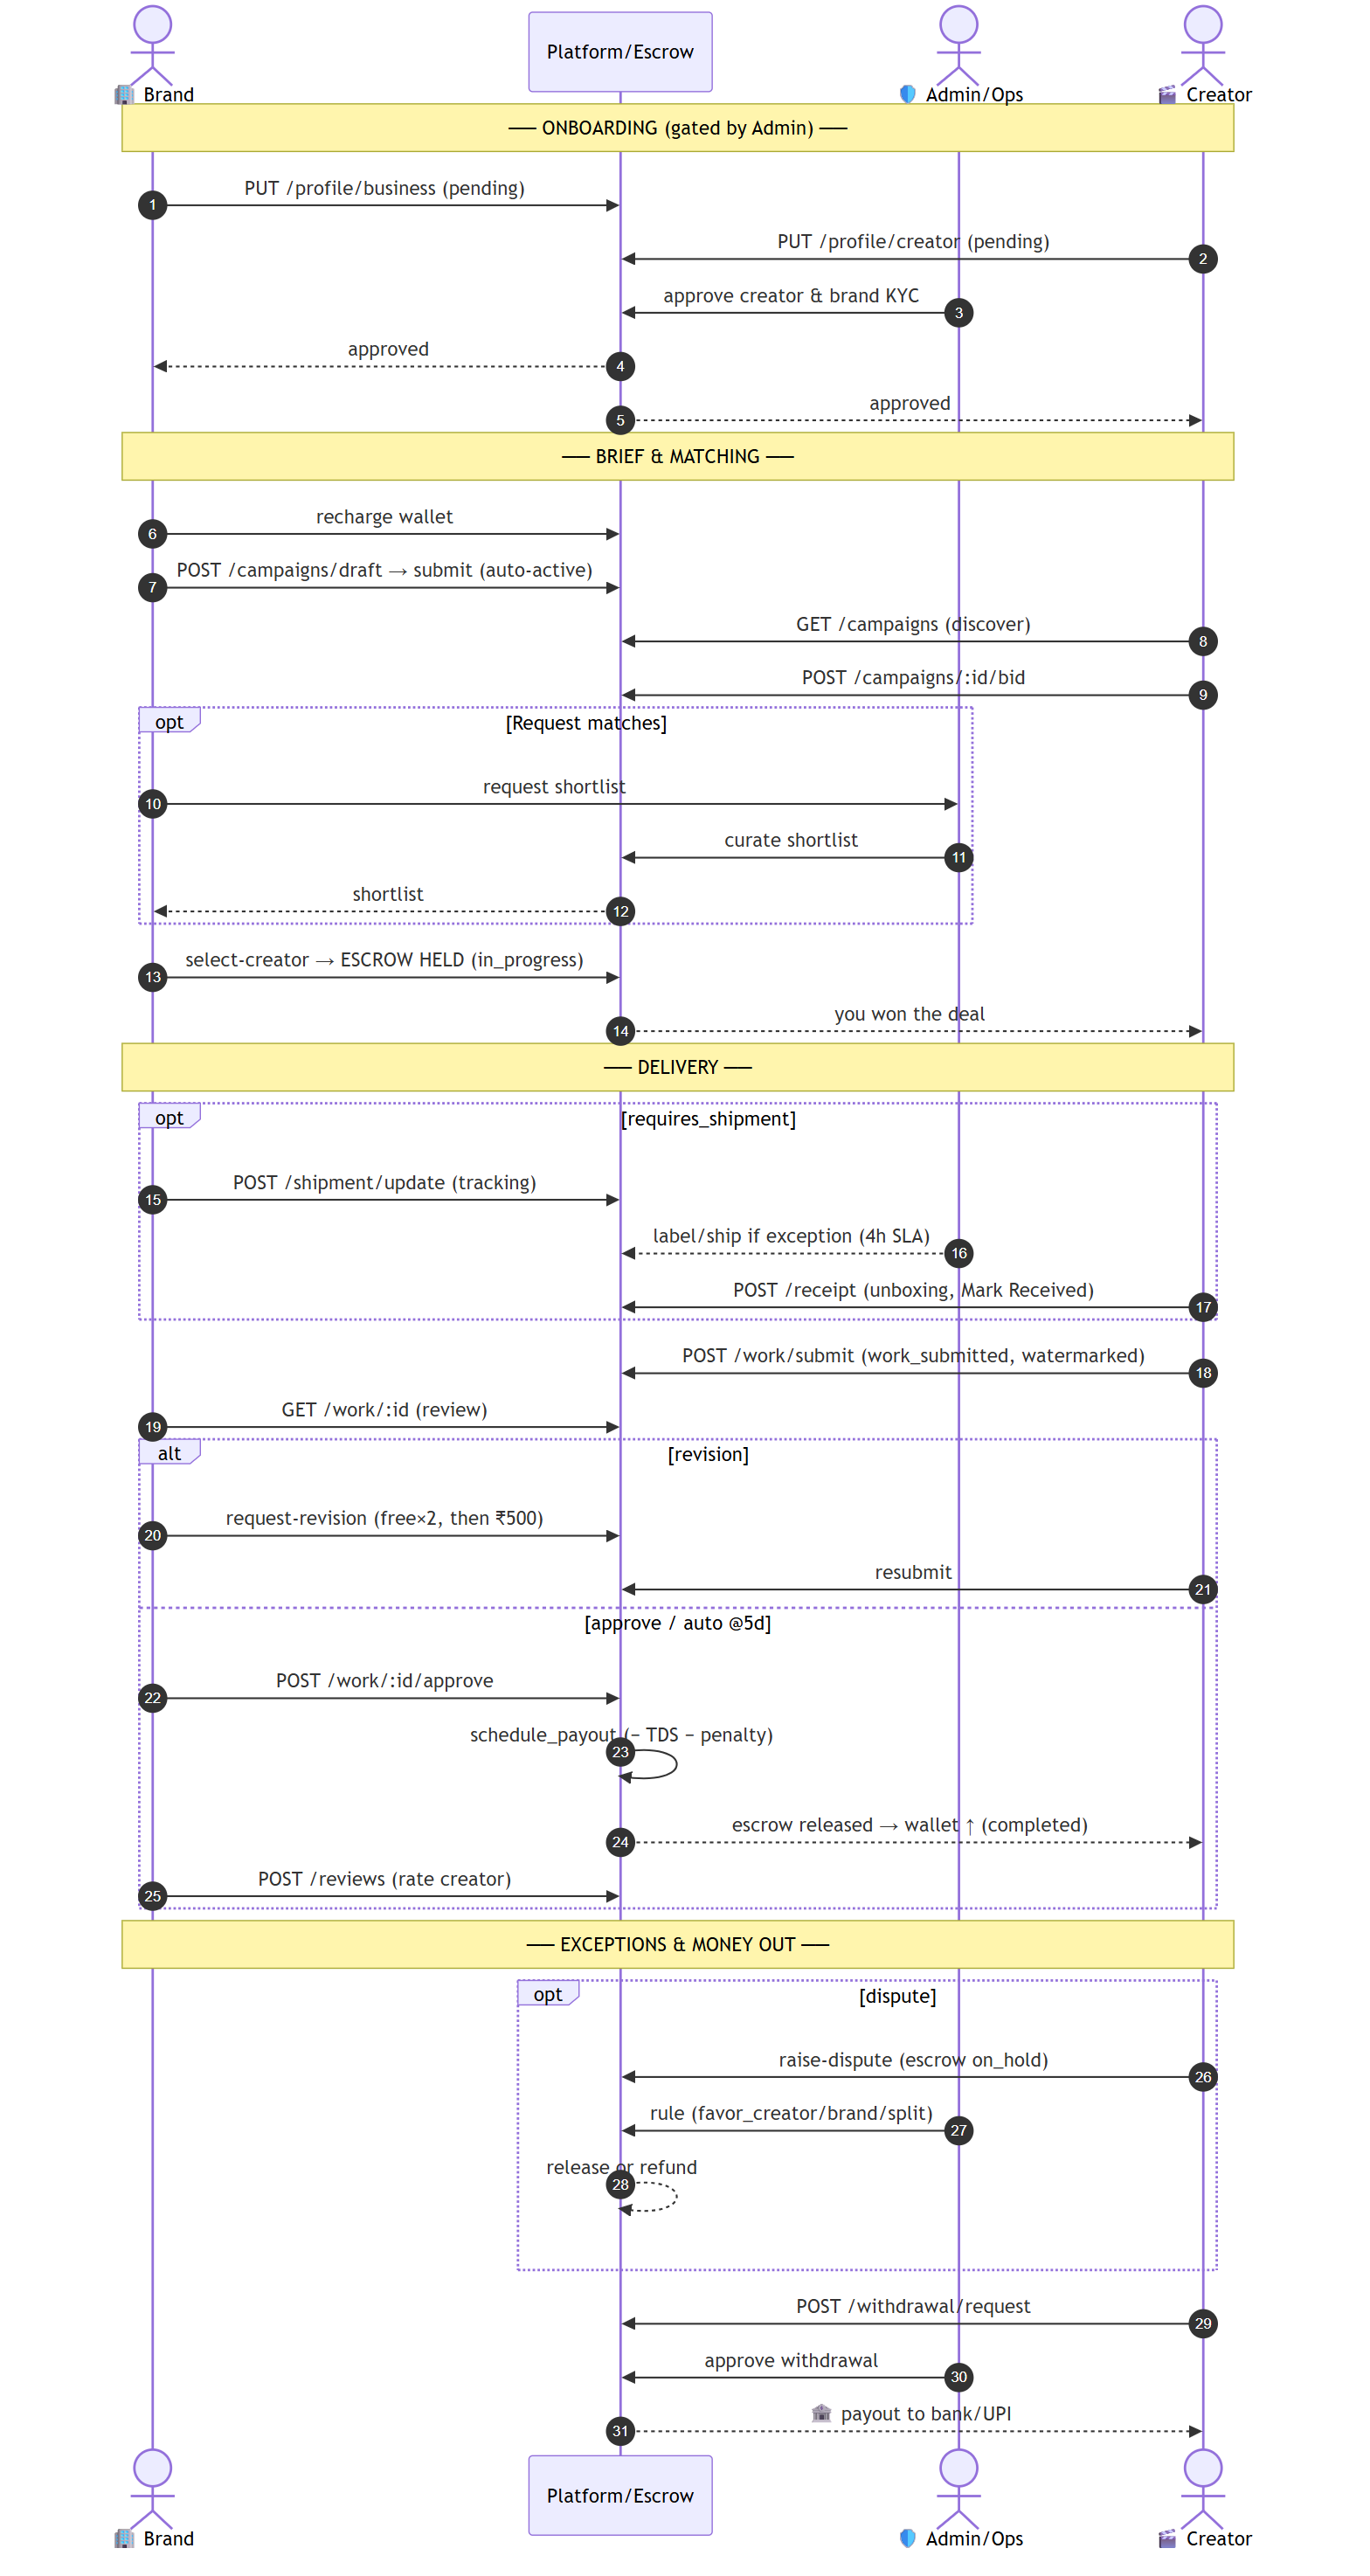 Platform/Escrow
🏢 Brand
🛡️ Admin/Ops
🎬 Creator
── ONBOARDING (gated by Admin) ──
PUT /profile/business (pending)
1
PUT /profile/creator (pending)
2
approve creator & brand KYC
3
approved
4
approved
5
── BRIEF & MATCHING ──
recharge wallet
6
POST /campaigns/draft → submit (auto-active)
7
GET /campaigns (discover)
8
POST /campaigns/:id/bid
9
opt
[Request matches]
request shortlist
10
curate shortlist
11
shortlist
12
select-creator → ESCROW HELD (in_progress)
13
you won the deal
14
── DELIVERY ──
opt
[requires_shipment]
POST /shipment/update (tracking)
15
label/ship if exception (4h SLA)
16
POST /receipt (unboxing, Mark Received)
17
POST /work/submit (work_submitted, watermarked)
18
GET /work/:id (review)
19
alt
[revision]
request-revision (free×2, then ₹500)
20
resubmit
21
[approve / auto @5d]
POST /work/:id/approve
22
schedule_payout (− TDS − penalty)
23
escrow released → wallet ↑ (completed)
24
POST /reviews (rate creator)
25
── EXCEPTIONS & MONEY OUT ──
opt
[dispute]
raise-dispute (escrow on_hold)
26
rule (favor_creator/brand/split)
27
release or refund
28
POST /withdrawal/request
29
approve withdrawal
30
🏦 payout to bank/UPI
31
Platform/Escrow
🏢 Brand
🛡️ Admin/Ops
🎬 Creator